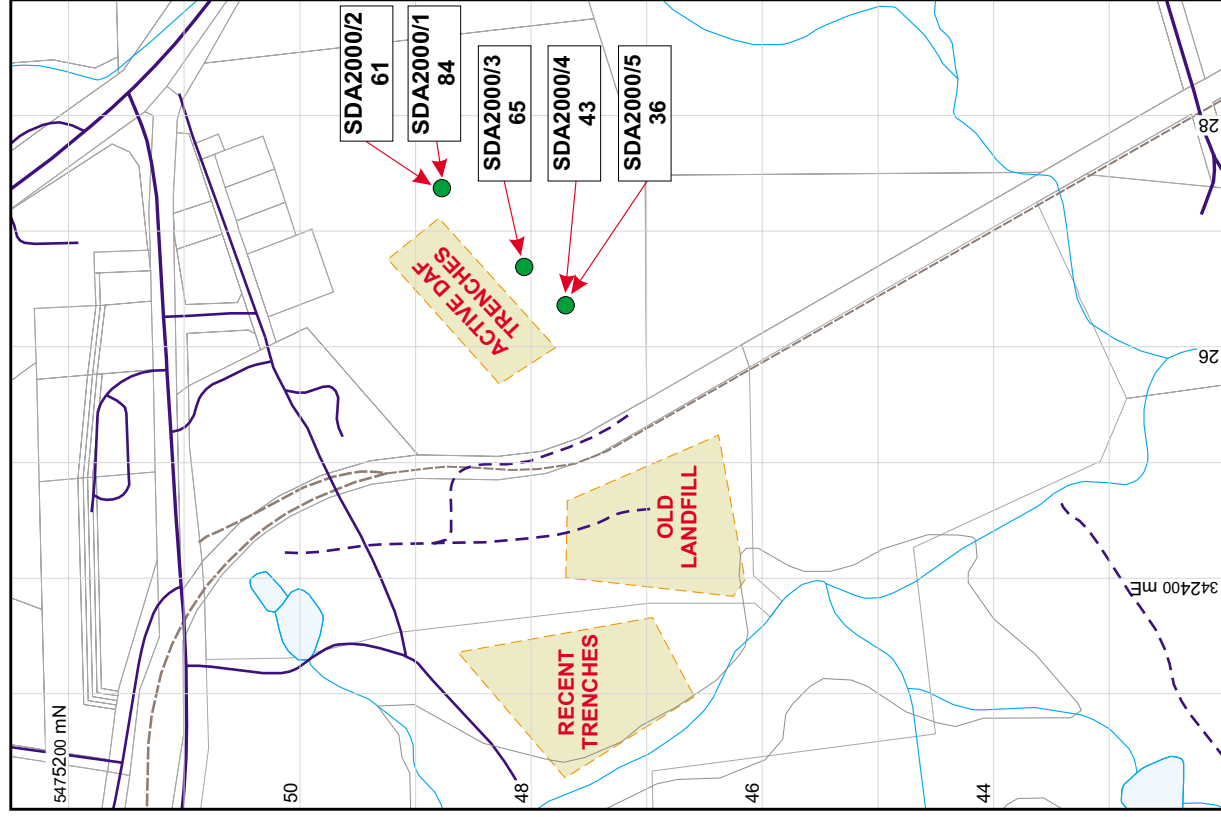 SDA2000/2
61
SDA2000/1
84
SDA2000/3
65
SDA2000/4
43
SDA2000/5
36
ACTIVE DAF
TRENCHES
OLD
LANDFILL
RECENT
TRENCHES
5475200 mN
50
48
46
44
28
26
342400 mE